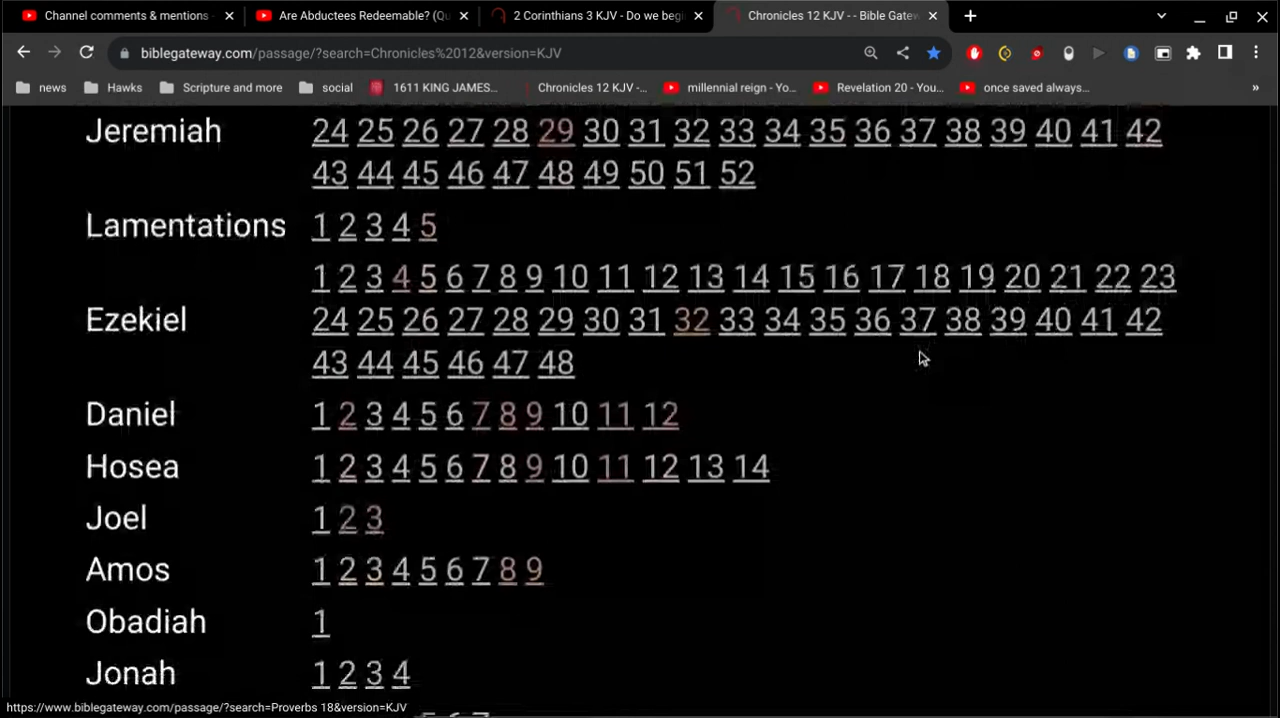 Channel comments & mentions -
Are Abductees Redeemable? (Qu
2 Corinthians 3 KJV - Do we beg
Chronicles 12 KJV - - Bible Gatew
biblegateway.com/passage/?search=Chronicles%2012&version=KJV
news
Hawks
Scripture and more
social
1611 KING JAMES...
Chronicles 12 KJV -...
millennial reign - Yo...
Revelation 20 - You...
once saved always...
»
Jeremiah
24 25 26 27 28 29 30 31 32 33 34 35 36 37 38 39 40 41 42
43 44 45 46 47 48 49 50 51 52
Lamentations 1 2 3 4 5
1 2 3 4 5 6 7 8 9 10 11 12 13 14 15 16 17 18 19 20 21 22 23
Ezekiel 24 25 26 27 28 29 30 31 32 33 34 35 36 37 38 39 40 41 42
43 44 45 46 47 48
Daniel 1 2 3 4 5 6 7 8 9 10 11 12
Hosea 1 2 3 4 5 6 7 8 9 10 11 12 13 14
Joel 1 2 3
Amos 1 2 3 4 5 6 7 8 9
Obadiah 1
Jonah 1 2 3 4
https://www.biblegateway.com/passage/?search=Proverbs 18&version=KJV